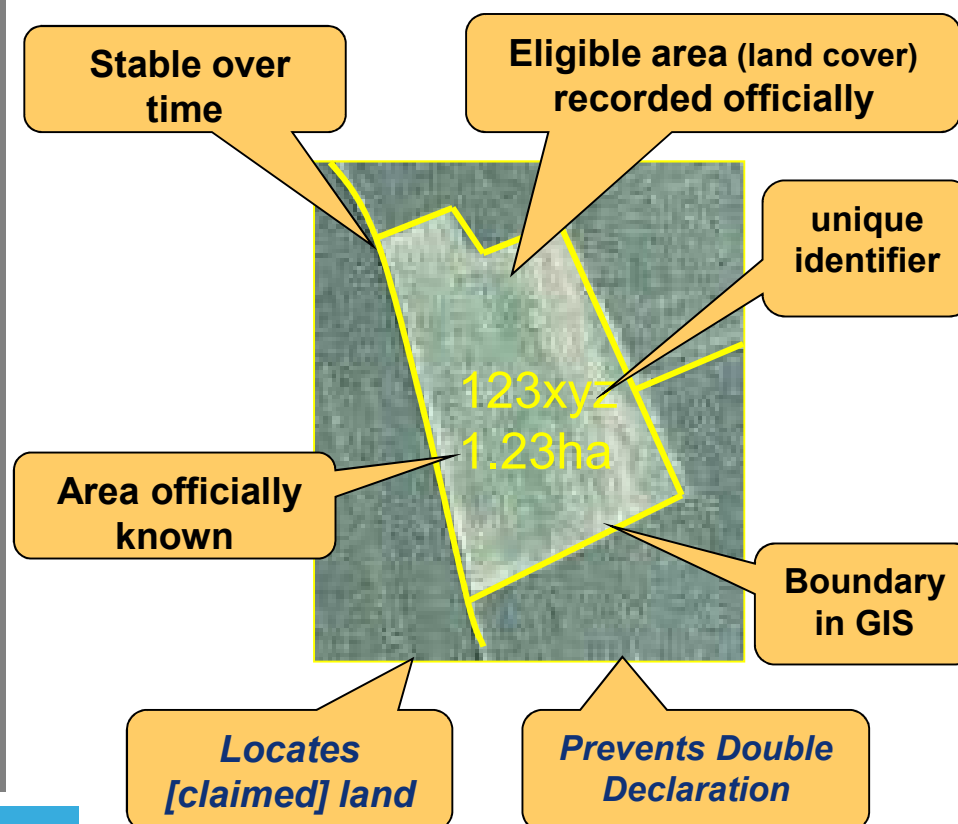 Stable over
time
Eligible area (land cover)
recorded officially
unique
identifier
123xyz
1.23ha
Area officially
known
Boundary
in GIS
Locates
[claimed] land
Prevents Double
Declaration